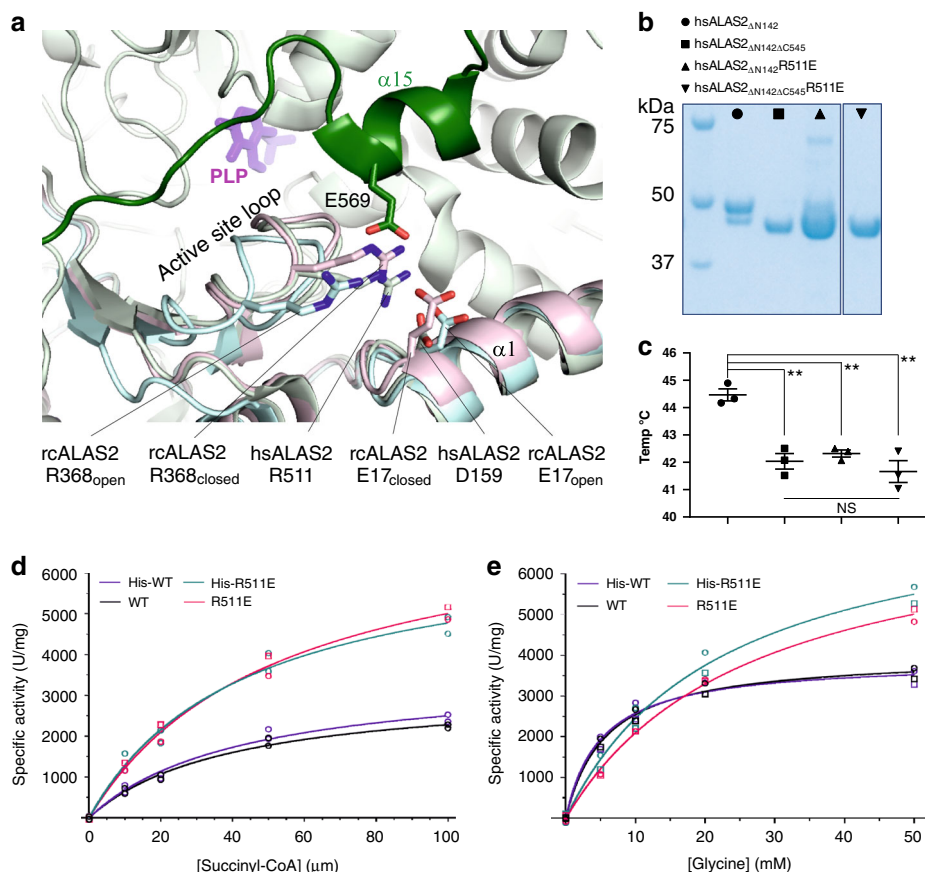 a
α15
PLP
E569
Active site loop
α1
rcALAS2 rcALAS2 hsALAS2 rcALAS2 hsALAS2 rcALAS2
R368open R368closed R511 E17closed D159 E17open
b
● hsALAS2ΔN142
■ hsALAS2ΔN142ΔC545
▲ hsALAS2ΔN142R511E
▼ hsALAS2ΔN142ΔC545R511E
kDa
75
50
37
c
46
45
44
43
42
41
40
Temp °C
**
**
**
NS
d
His-WT His-R511E
WT R511E
6000
5000
4000
3000
2000
1000
Specific activity (U/mg)
0 20 40 60 80 100
[Succinyl-CoA] (μm)
e
His-WT His-R511E
WT R511E
6000
5000
4000
3000
2000
1000
Specific activity (U/mg)
0 10 20 30 40 50
[Glycine] (mM)